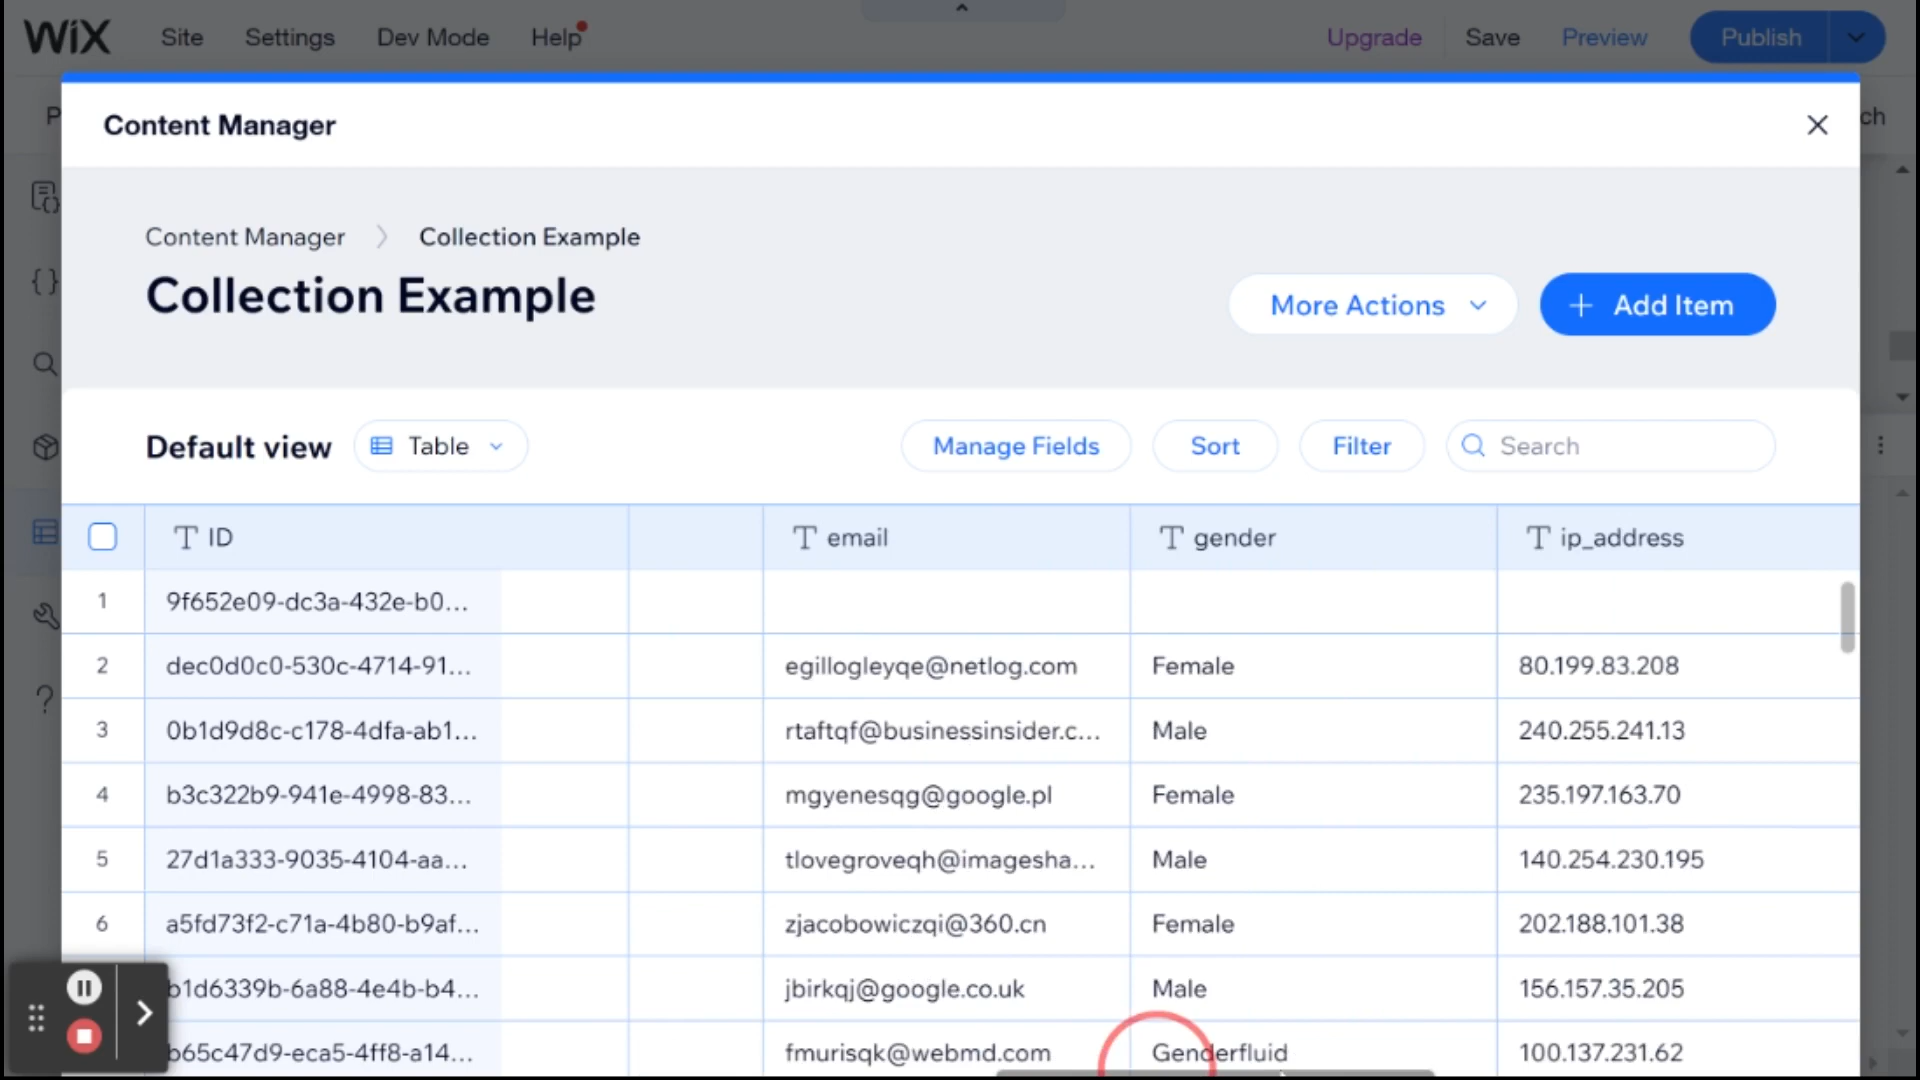 WiX Site Settings Dev Mode Help Upgrade Save Preview Publish
P
Content Manager
ch
Content Manager Collection Example
Collection Example
More Actions + Add Item
Default view Table Manage Fields Sort Filter Search
ID email gender ip_address
1 9f652e09-dc3a-432e-b0...
2 dec0d0c0-530c-4714-91... egillogleyqe@netlog.com Female 80.199.83.208
3 0b1d9d8c-c178-4dfa-ab1... rtaftqf@businessinsider.c... Male 240.255.241.13
4 b3c322b9-941e-4998-83... mgyenesqg@google.pl Female 235.197.163.70
5 27d1a333-9035-4104-aa... tlovegroveqh@imagesha... Male 140.254.230.195
6 a5fd73f2-c71a-4b80-b9af... zjacobowiczqi@360.cn Female 202.188.101.38
b1d6339b-6a88-4e4b-b4... jbirkqj@google.co.uk Male 156.157.35.205
b65c47d9-eca5-4ff8-a14... fmurisqk@webmd.com Genderfluid 100.137.231.62